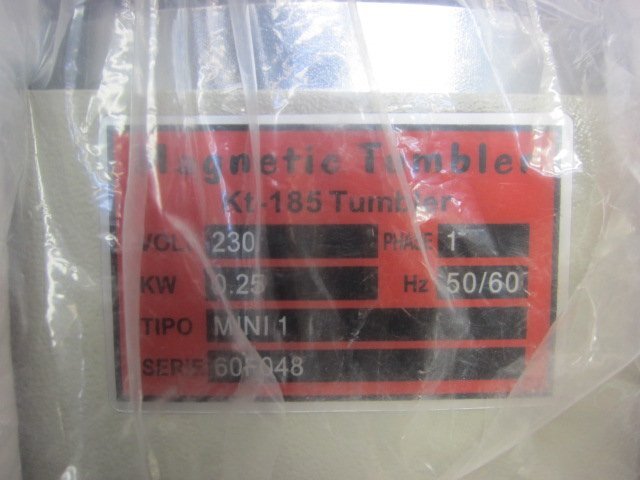 Magnetic Tumbler
Kt-185 Tumbler
VOLT 230 PHASE 1
KW 0.25 Hz 50/60
TIPO MINI 1
SERIE 60F048